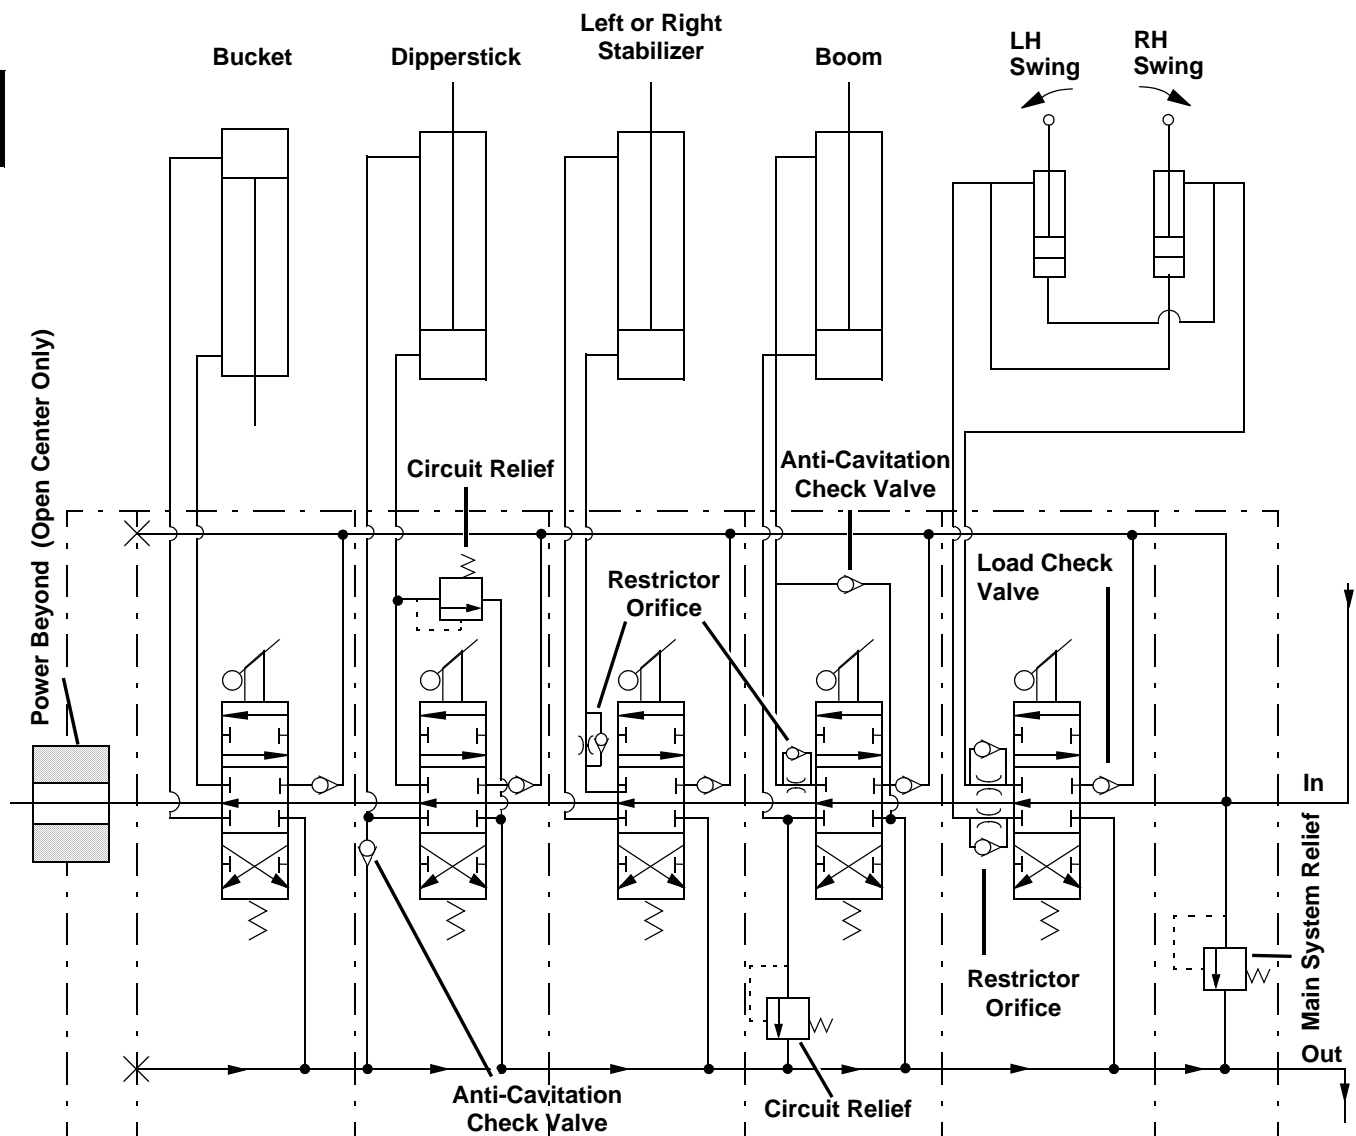 Left or Right
Stabilizer
Bucket
Dipperstick
Boom
LH
Swing
RH
Swing
Power Beyond (Open Center Only)
Circuit Relief
Anti-Cavitation
Check Valve
Restrictor
Orifice
Load Check
Valve
In
Main System Relief
Restrictor
Orifice
Out
Anti-Cavitation
Check Valve
Circuit Relief